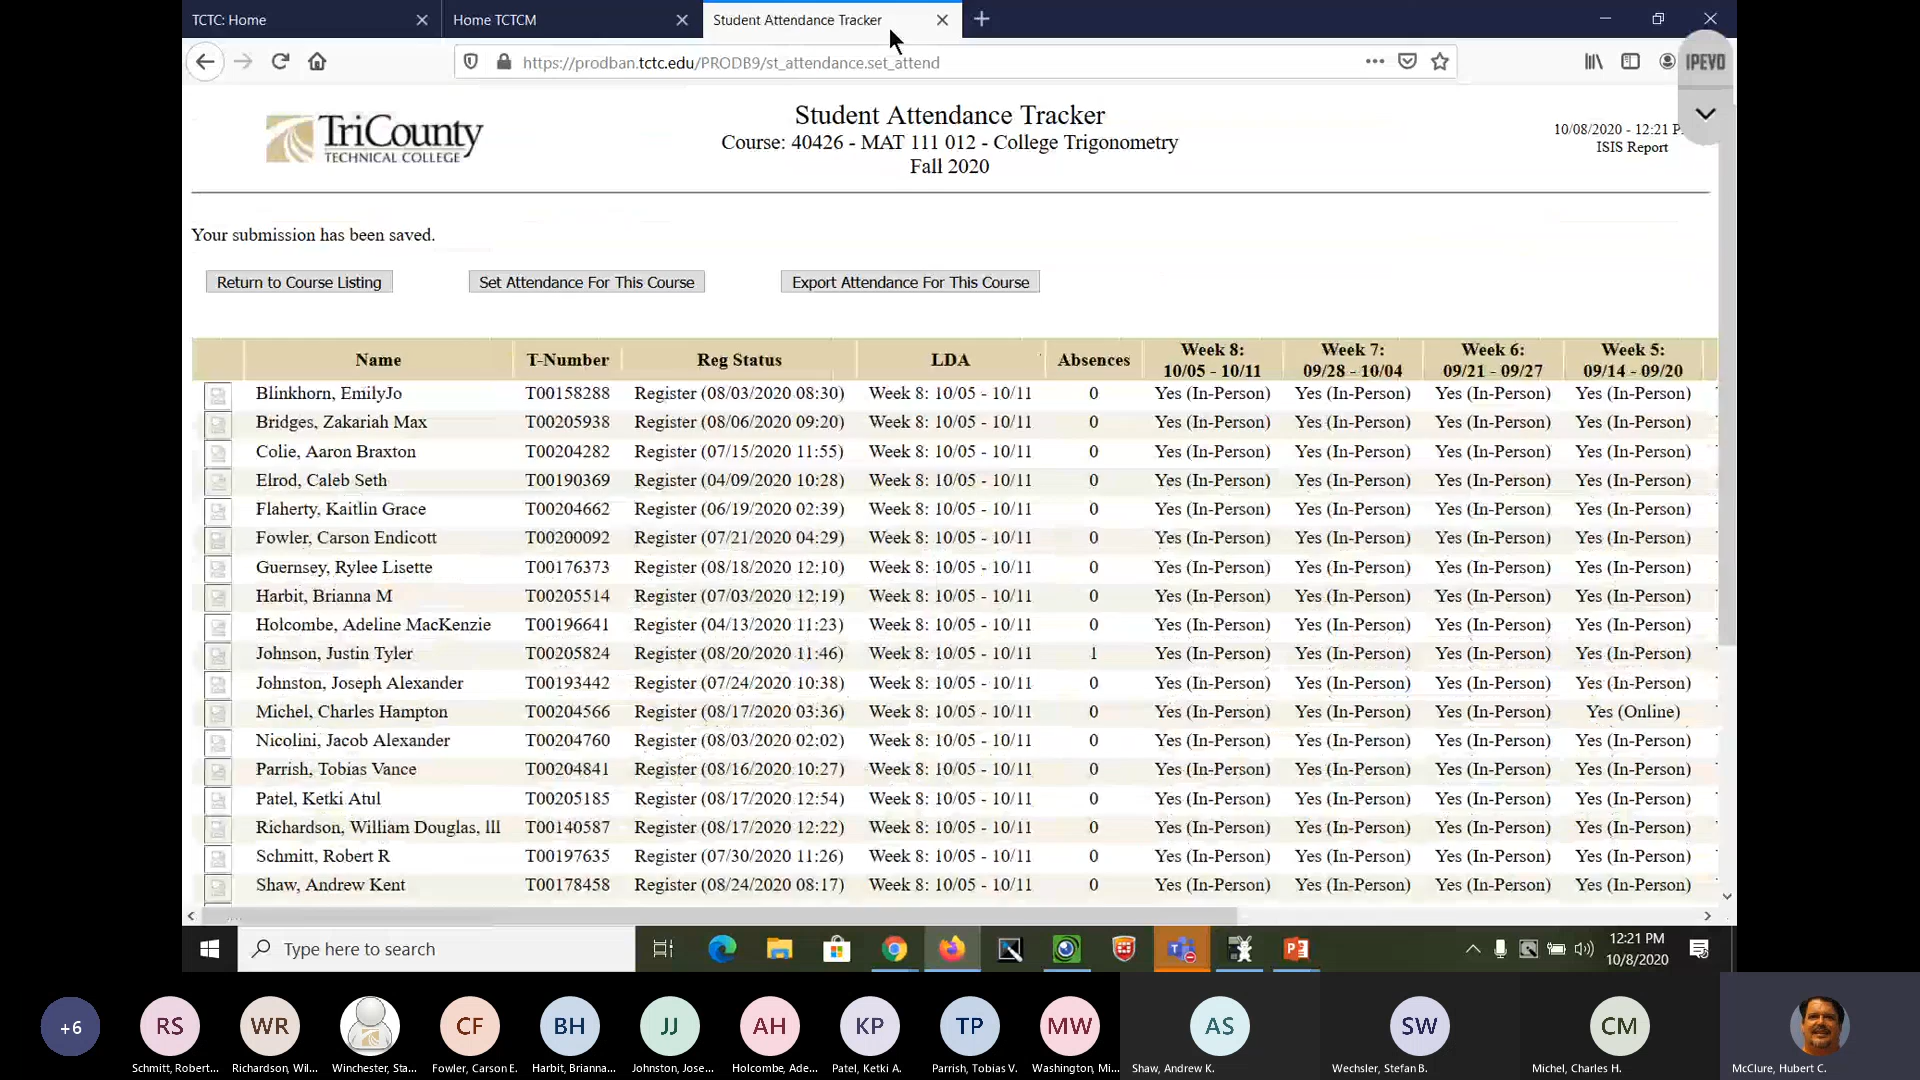 TCTC: Home
Home TCTCM
Student Attendance Tracker
https://prodban.tctc.edu/PRODB9/st_attendance.set_attend
IPEVO
TriCounty
TECHNICAL COLLEGE
Student Attendance Tracker
Course: 40426 - MAT 111 012 - College Trigonometry
Fall 2020
10/08/2020 - 12:21 P
ISIS Report
Your submission has been saved.
Return to Course Listing Set Attendance For This Course Export Attendance For This Course
Name T-Number Reg Status LDA Absences Week 8: 10/05 - 10/11 Week 7: 09/28 - 10/04 Week 6: 09/21 - 09/27 Week 5: 09/14 - 09/20
Blinkhorn, EmilyJo T00158288 Register (08/03/2020 08:30) Week 8: 10/05 - 10/11 0 Yes (In-Person) Yes (In-Person) Yes (In-Person) Yes (In-Person)
Bridges, Zakariah Max T00205938 Register (08/06/2020 09:20) Week 8: 10/05 - 10/11 0 Yes (In-Person) Yes (In-Person) Yes (In-Person) Yes (In-Person)
Colie, Aaron Braxton T00204282 Register (07/15/2020 11:55) Week 8: 10/05 - 10/11 0 Yes (In-Person) Yes (In-Person) Yes (In-Person) Yes (In-Person)
Elrod, Caleb Seth T00190369 Register (04/09/2020 10:28) Week 8: 10/05 - 10/11 0 Yes (In-Person) Yes (In-Person) Yes (In-Person) Yes (In-Person)
Flaherty, Kaitlin Grace T00204662 Register (06/19/2020 02:39) Week 8: 10/05 - 10/11 0 Yes (In-Person) Yes (In-Person) Yes (In-Person) Yes (In-Person)
Fowler, Carson Endicott T00200092 Register (07/21/2020 04:29) Week 8: 10/05 - 10/11 0 Yes (In-Person) Yes (In-Person) Yes (In-Person) Yes (In-Person)
Guernsey, Rylee Lisette T00176373 Register (08/18/2020 12:10) Week 8: 10/05 - 10/11 0 Yes (In-Person) Yes (In-Person) Yes (In-Person) Yes (In-Person)
Harbit, Brianna M T00205514 Register (07/03/2020 12:19) Week 8: 10/05 - 10/11 0 Yes (In-Person) Yes (In-Person) Yes (In-Person) Yes (In-Person)
Holcombe, Adeline MacKenzie T00196641 Register (04/13/2020 11:23) Week 8: 10/05 - 10/11 0 Yes (In-Person) Yes (In-Person) Yes (In-Person) Yes (In-Person)
Johnson, Justin Tyler T00205824 Register (08/20/2020 11:46) Week 8: 10/05 - 10/11 1 Yes (In-Person) Yes (In-Person) Yes (In-Person) Yes (In-Person)
Johnston, Joseph Alexander T00193442 Register (07/24/2020 10:38) Week 8: 10/05 - 10/11 0 Yes (In-Person) Yes (In-Person) Yes (In-Person) Yes (In-Person)
Michel, Charles Hampton T00204566 Register (08/17/2020 03:36) Week 8: 10/05 - 10/11 0 Yes (In-Person) Yes (In-Person) Yes (In-Person) Yes (Online)
Nicolini, Jacob Alexander T00204760 Register (08/03/2020 02:02) Week 8: 10/05 - 10/11 0 Yes (In-Person) Yes (In-Person) Yes (In-Person) Yes (In-Person)
Parrish, Tobias Vance T00204841 Register (08/16/2020 10:27) Week 8: 10/05 - 10/11 0 Yes (In-Person) Yes (In-Person) Yes (In-Person) Yes (In-Person)
Patel, Ketki Atul T00205185 Register (08/17/2020 12:54) Week 8: 10/05 - 10/11 0 Yes (In-Person) Yes (In-Person) Yes (In-Person) Yes (In-Person)
Richardson, William Douglas, lll T00140587 Register (08/17/2020 12:22) Week 8: 10/05 - 10/11 0 Yes (In-Person) Yes (In-Person) Yes (In-Person) Yes (In-Person)
Schmitt, Robert R T00197635 Register (07/30/2020 11:26) Week 8: 10/05 - 10/11 0 Yes (In-Person) Yes (In-Person) Yes (In-Person) Yes (In-Person)
Shaw, Andrew Kent T00178458 Register (08/24/2020 08:17) Week 8: 10/05 - 10/11 0 Yes (In-Person) Yes (In-Person) Yes (In-Person) Yes (In-Person)
Type here to search
12:21 PM
10/8/2020
+6 RS WR CF BH JJ AH KP TP MW AS SW CM
Schmitt, Robert... Richardson, Wil... Winchester, Sta... Fowler, Carson E. Harbit, Brianna... Johnston, Jose... Holcombe, Ade... Patel, Ketki A. Parrish, Tobias V. Washington, Mi... Shaw, Andrew K. Wechsler, Stefan B. Michel, Charles H. McClure, Hubert C.